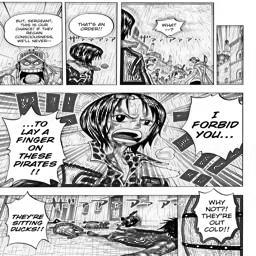 WHAT
--?
THAT'S AN
ORDER!!
BUT, SERGEANT,
THIS IS OUR
CHANCE! IF THEY
REGAIN
CONSCIOUSNESS,
WE'LL NEVER--
I
FORBID
YOU...
...TO LAY
A FINGER
ON
THESE
PIRATES!!
WHY
NOT?!
THEY'RE
OUT
COLD!!
THEY'RE
SITTING
DUCKS!!